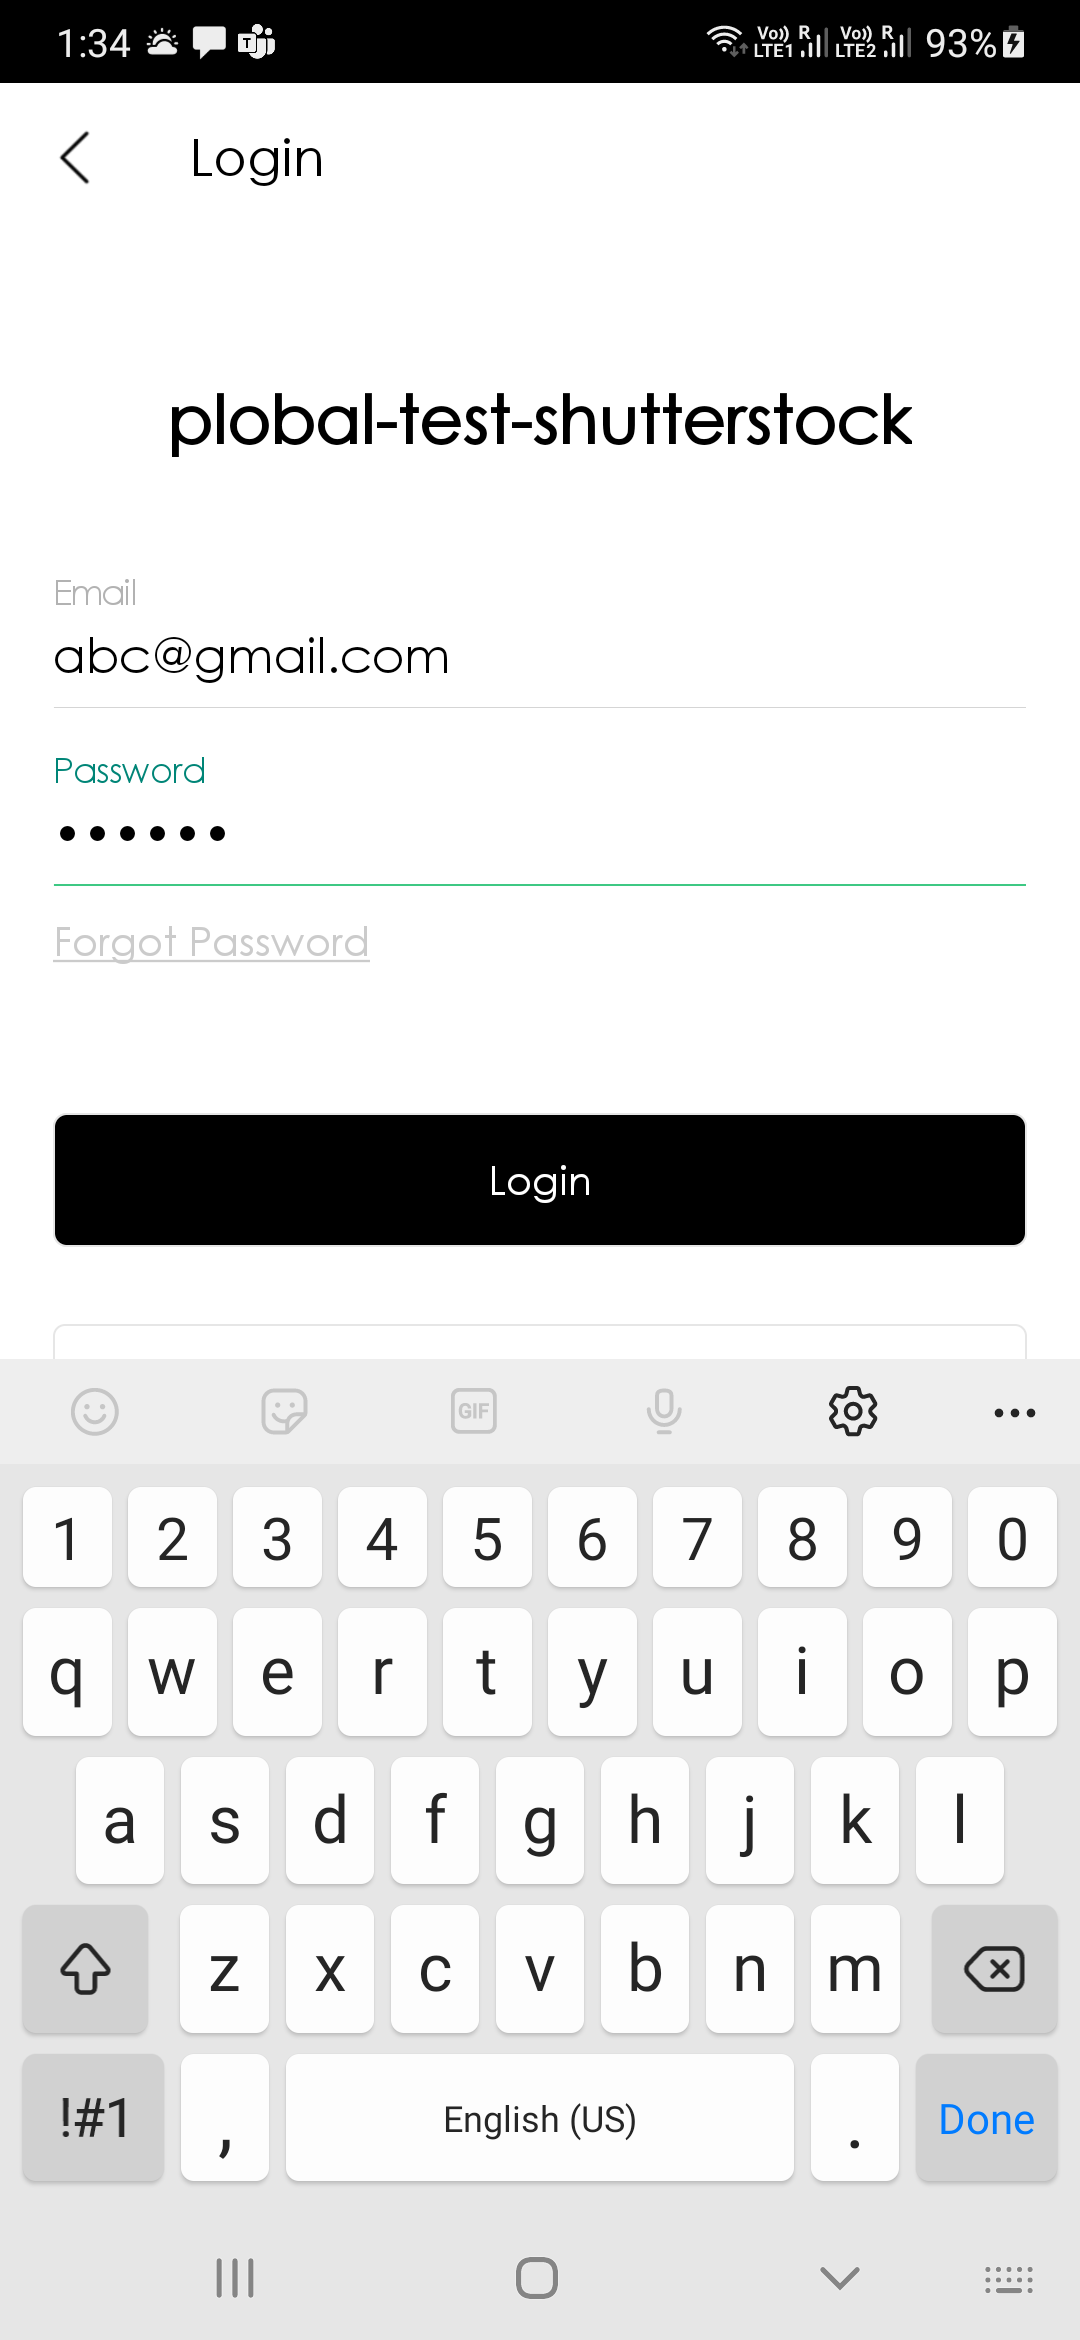 1:34 Vo)) R LTE1 Vo)) R LTE2 93%
Login
plobal-test-shutterstock
Email
abc@gmail.com
Password
••••••
Forgot Password
Login
GIF
1 2 3 4 5 6 7 8 9 0
q w e r t y u i o p
a s d f g h j k l
z x c v b n m
!#1 , English (US) . Done